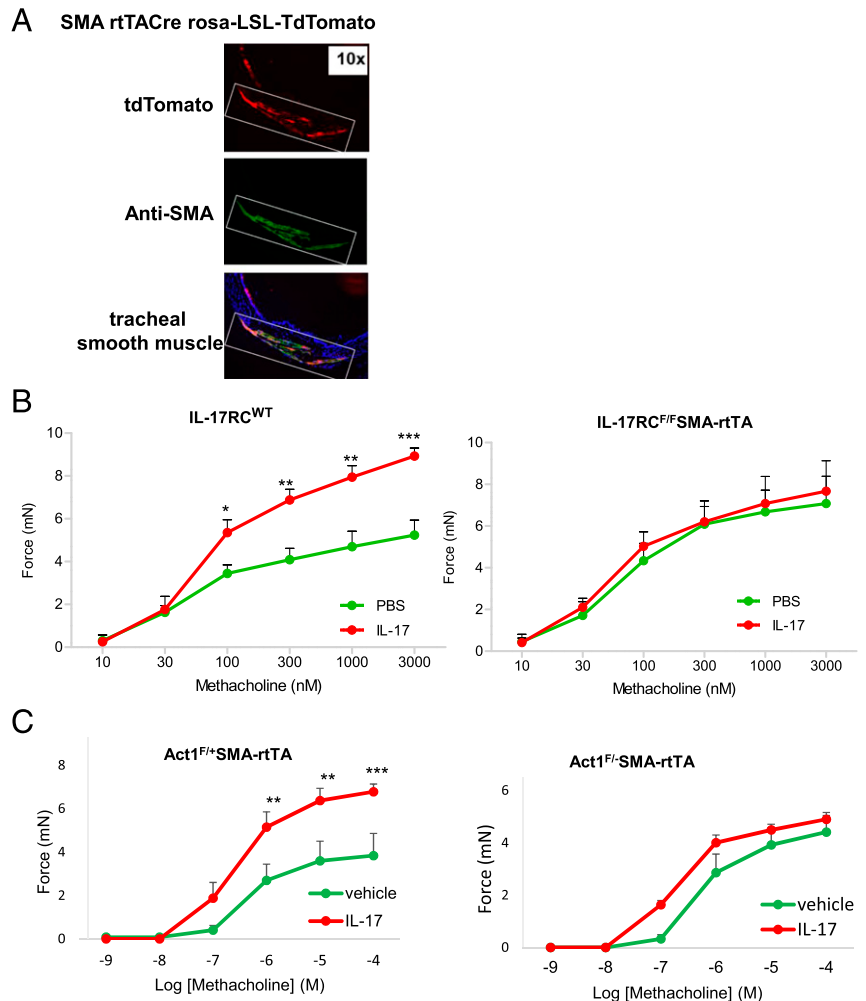 A
SMA rtTACre rosa-LSL-TdTomato
10x
tdTomato
Anti-SMA
tracheal
smooth muscle
B
IL-17RC^WT
10
8
6
4
2
0
Force (mN)
*
**
**
***
PBS
IL-17
10 30 100 300 1000 3000
Methacholine (nM)
IL-17RC^F/F SMA-rtTA
10
8
6
4
2
0
Force (mN)
PBS
IL-17
10 30 100 300 1000 3000
Methacholine (nM)
C
Act1^F/+ SMA-rtTA
8
6
4
2
0
Force (mN)
**
**
***
vehicle
IL-17
-9 -8 -7 -6 -5 -4
Log [Methacholine] (M)
Act1^F/- SMA-rtTA
6
4
2
0
Force (mN)
vehicle
IL-17
-9 -8 -7 -6 -5 -4
Log [Methacholine] (M)